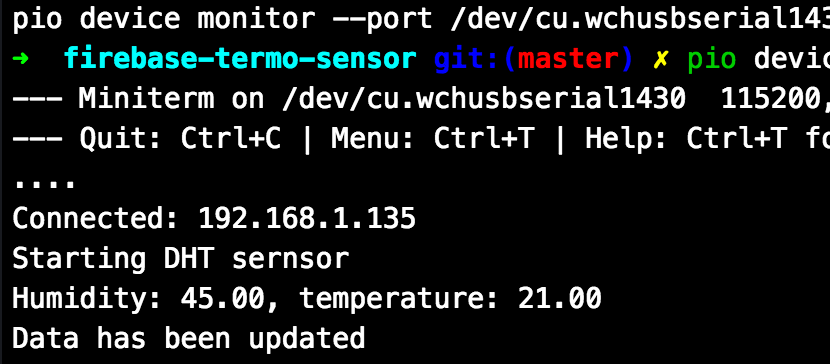 pio device monitor --port /dev/cu.wchusbserial143
➜ firebase-termo-sensor git:(master) ✗ pio devic
--- Miniterm on /dev/cu.wchusbserial1430  115200,
--- Quit: Ctrl+C | Menu: Ctrl+T | Help: Ctrl+T fo
....
Connected: 192.168.1.135
Starting DHT sernsor
Humidity: 45.00, temperature: 21.00
Data has been updated